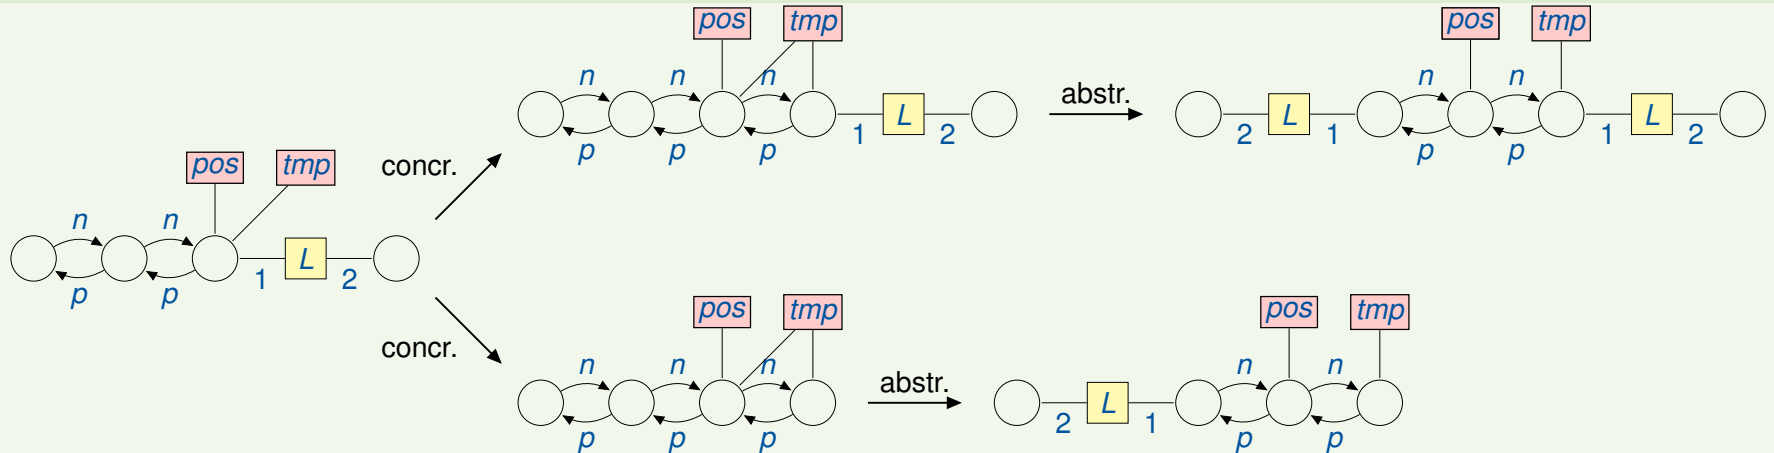 pos tmp
n n n
L
p p p 1 2
abstr.
pos tmp
n n
L L
2 1 p p 1 2
concr.
pos tmp
n n
L
p p 1 2
concr.
pos tmp
n n n
p p p
abstr.
pos tmp
n n
L
2 1 p p